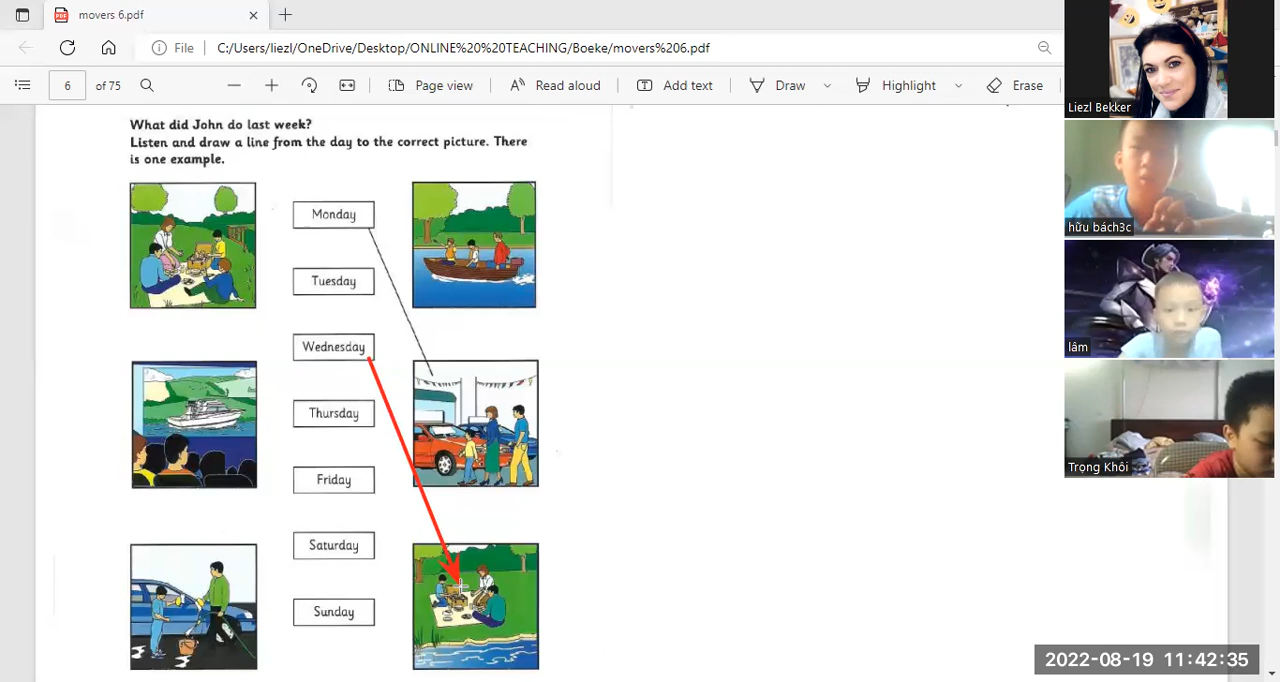 movers 6.pdf
File
C:/Users/liezl/OneDrive/Desktop/ONLINE%20%20TEACHING/Boeke/movers%206.pdf
6 of 75
Page view
Read aloud
Add text
Draw
Highlight
Erase
What did John do last week?
Listen and draw a line from the day to the correct picture. There
is one example.
Monday
Tuesday
Wednesday
Thursday
Friday
Saturday
Sunday
Liezl Bekker
hữu bách3c
lâm
Trọng Khôi
2022-08-19 11:42:35